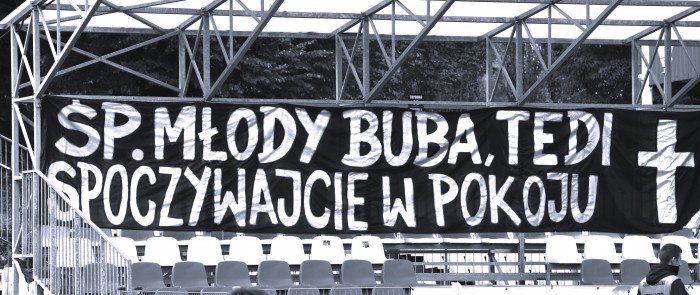 ŚP. MŁODY BUBA, TEDI
SPOCZYWAJCIE W POKOJU